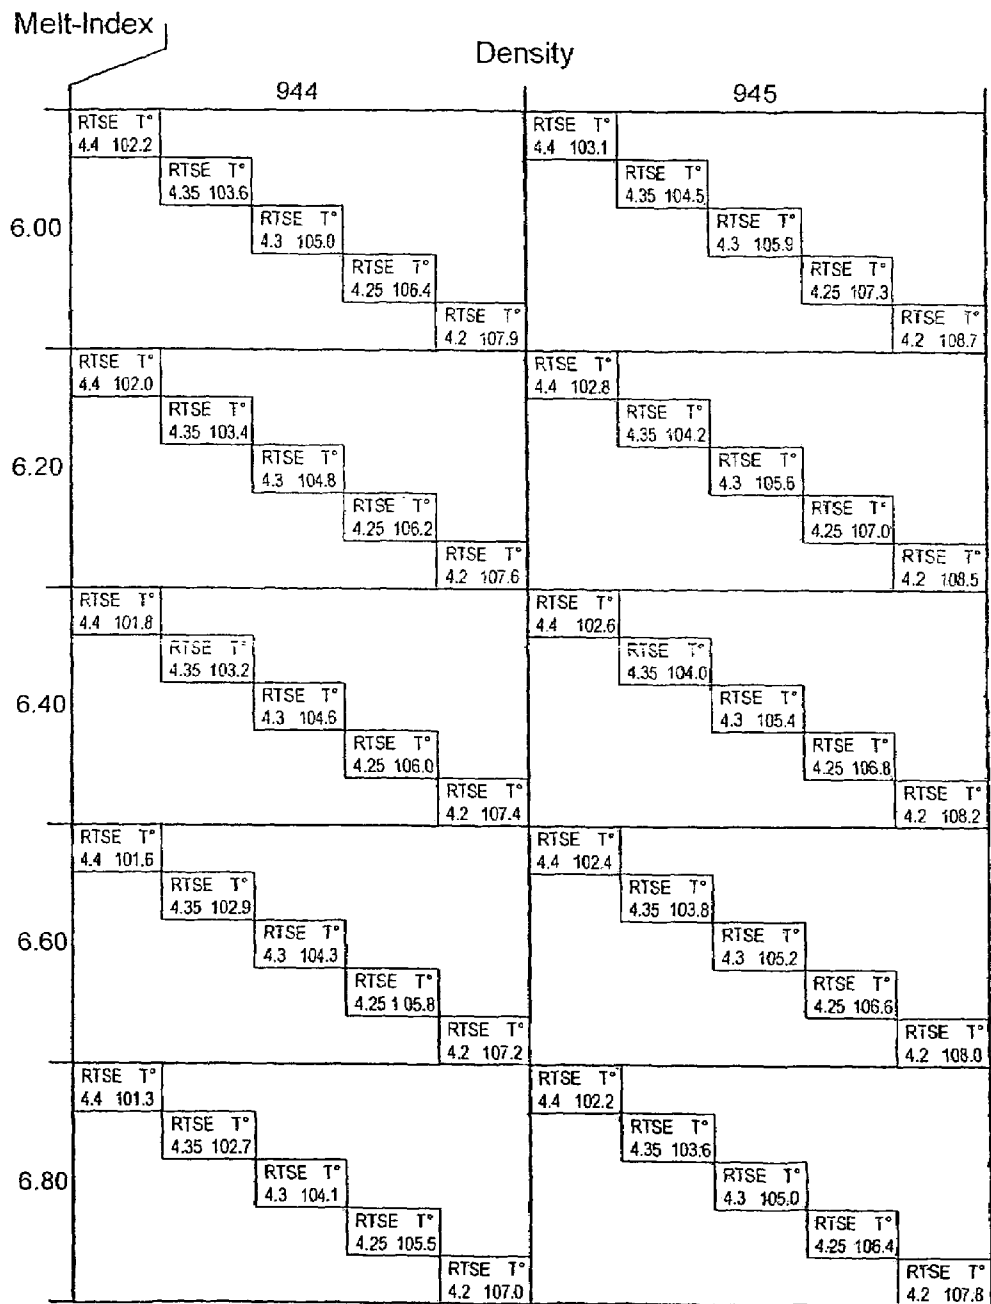 Melt-Index
Density
944 945
6.00
RTSE T° RTSE T°
4.4 102.2 4.4 103.1
RTSE T° RTSE T°
4.35 103.6 4.35 104.5
RTSE T° RTSE T°
4.3 105.0 4.3 105.9
RTSE T° RTSE T°
4.25 106.4 4.25 107.3
RTSE T° RTSE T°
4.2 107.9 4.2 108.7
6.20
RTSE T° RTSE T°
4.4 102.0 4.4 102.8
RTSE T° RTSE T°
4.35 103.4 4.35 104.2
RTSE T° RTSE T°
4.3 104.8 4.3 105.6
RTSE T° RTSE T°
4.25 106.2 4.25 107.0
RTSE T° RTSE T°
4.2 107.6 4.2 108.5
6.40
RTSE T° RTSE T°
4.4 101.8 4.4 102.6
RTSE T° RTSE T°
4.35 103.2 4.35 104.0
RTSE T° RTSE T°
4.3 104.6 4.3 105.4
RTSE T° RTSE T°
4.25 106.0 4.25 106.8
RTSE T° RTSE T°
4.2 107.4 4.2 108.2
6.60
RTSE T° RTSE T°
4.4 101.6 4.4 102.4
RTSE T° RTSE T°
4.35 102.9 4.35 103.8
RTSE T° RTSE T°
4.3 104.3 4.3 105.2
RTSE T° RTSE T°
4.25 105.8 4.25 106.6
RTSE T° RTSE T°
4.2 107.2 4.2 108.0
6.80
RTSE T° RTSE T°
4.4 101.3 4.4 102.2
RTSE T° RTSE T°
4.35 102.7 4.35 103.6
RTSE T° RTSE T°
4.3 104.1 4.3 105.0
RTSE T° RTSE T°
4.25 105.5 4.25 106.4
RTSE T° RTSE T°
4.2 107.0 4.2 107.8